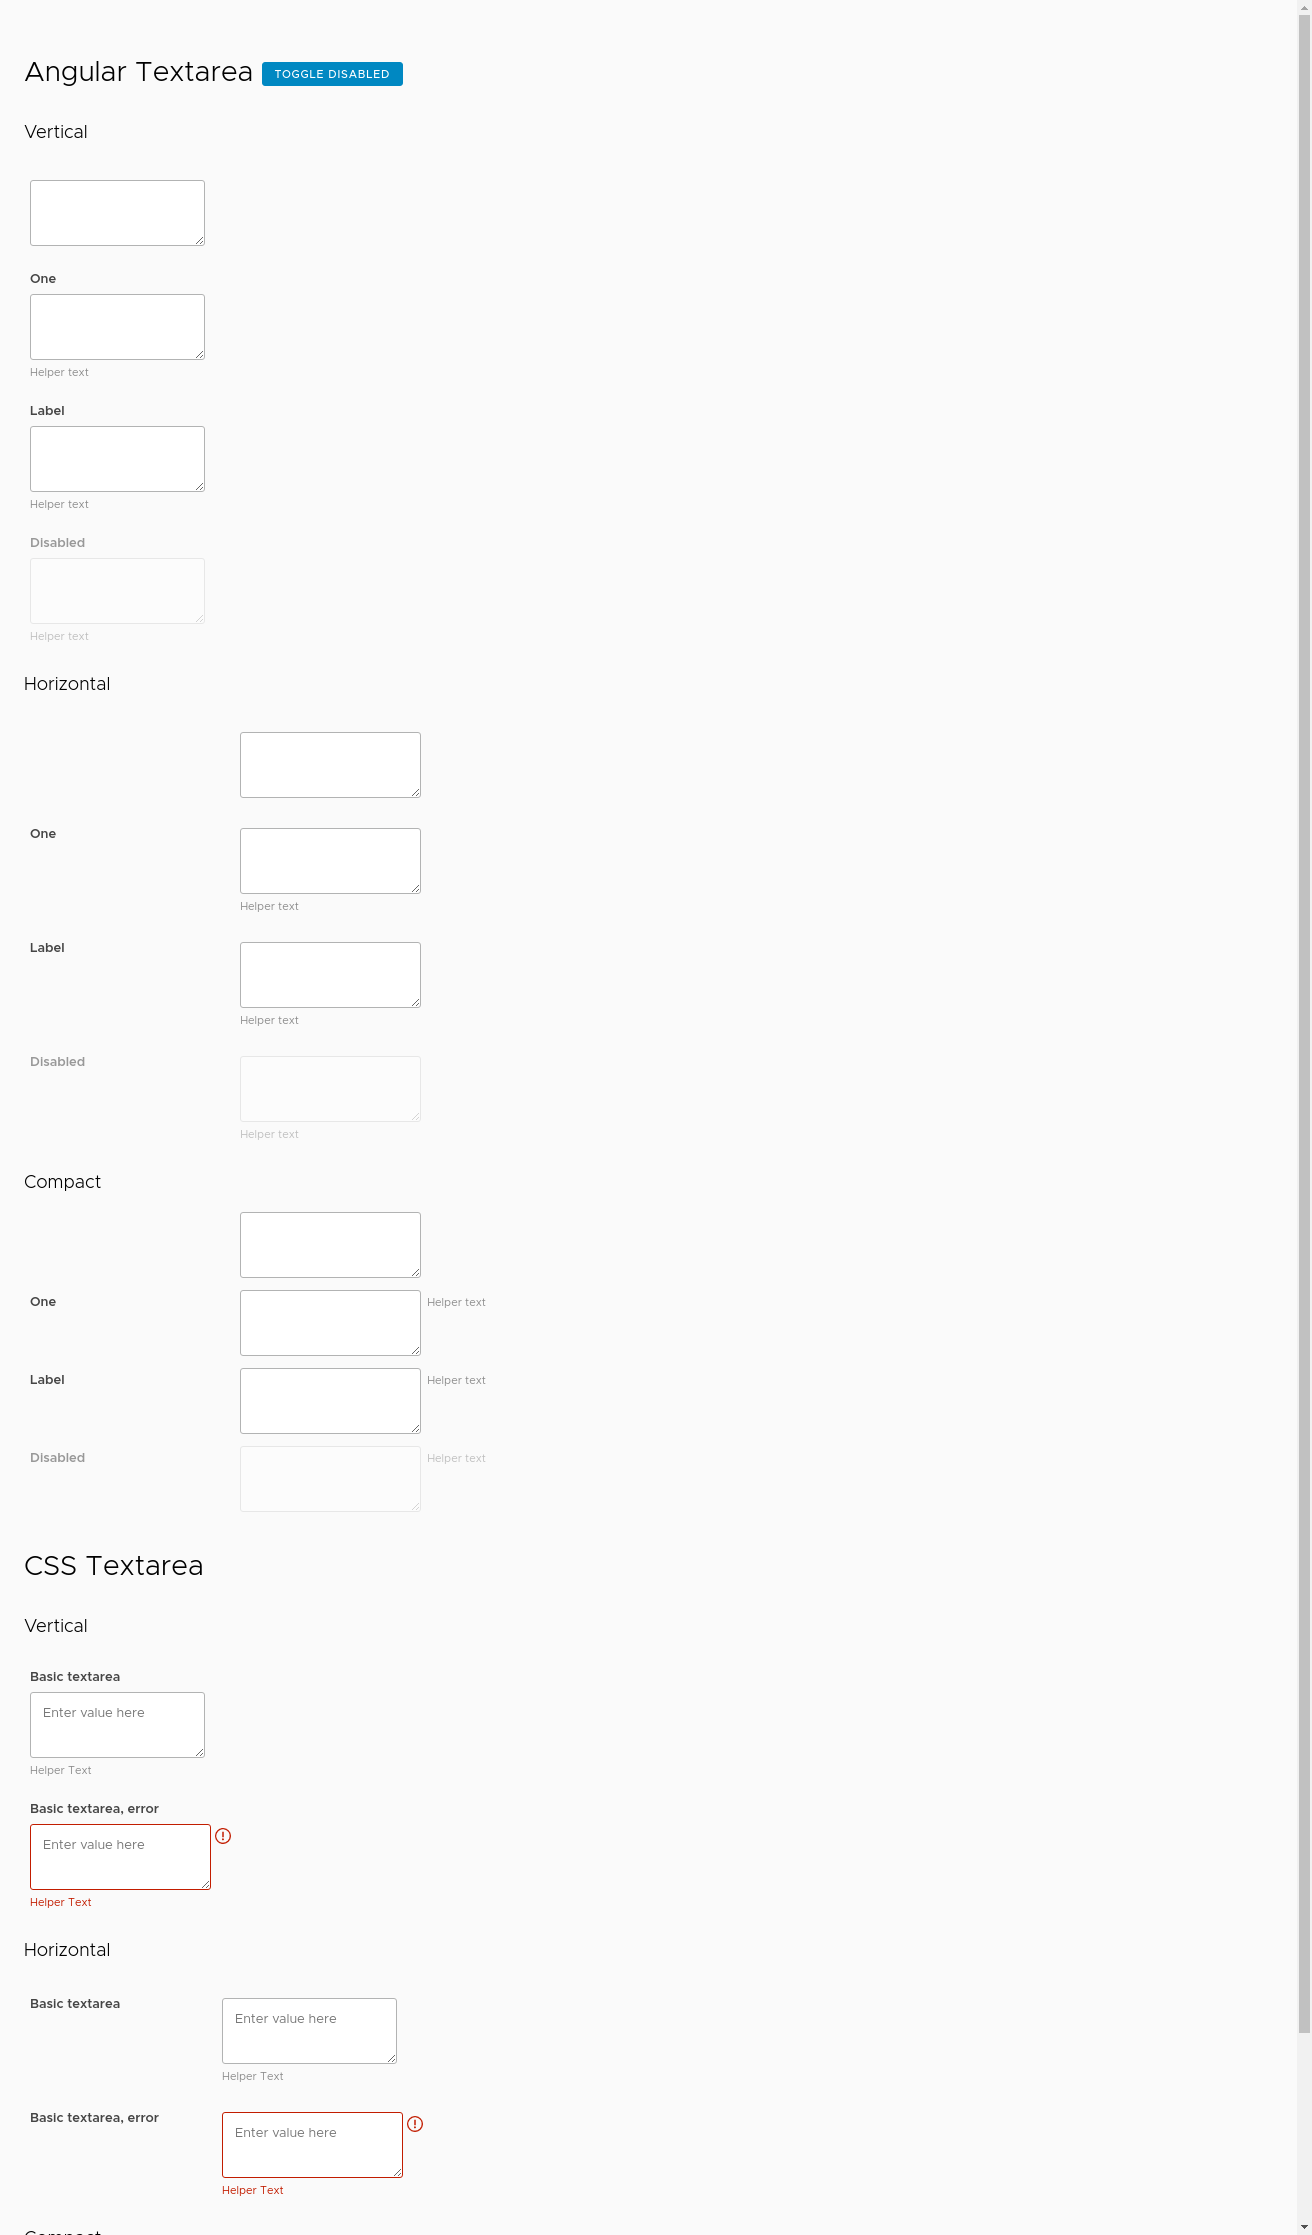 Angular Textarea TOGGLE DISABLED
Vertical
One
Helper text
Label
Helper text
Disabled
Helper text
Horizontal
One
Helper text
Label
Helper text
Disabled
Helper text
Compact
One Helper text
Label Helper text
Disabled Helper text
CSS Textarea
Vertical
Basic textarea
Enter value here
Helper Text
Basic textarea, error
Enter value here
Helper Text
Horizontal
Basic textarea
Enter value here
Helper Text
Basic textarea, error
Enter value here
Helper Text